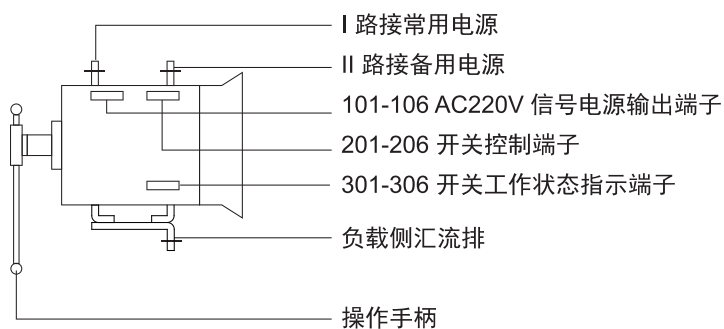 I 路接常用电源
II 路接备用电源
101-106 AC220V 信号电源输出端子
201-206 开关控制端子
301-306 开关工作状态指示端子
负载侧汇流排
操作手柄